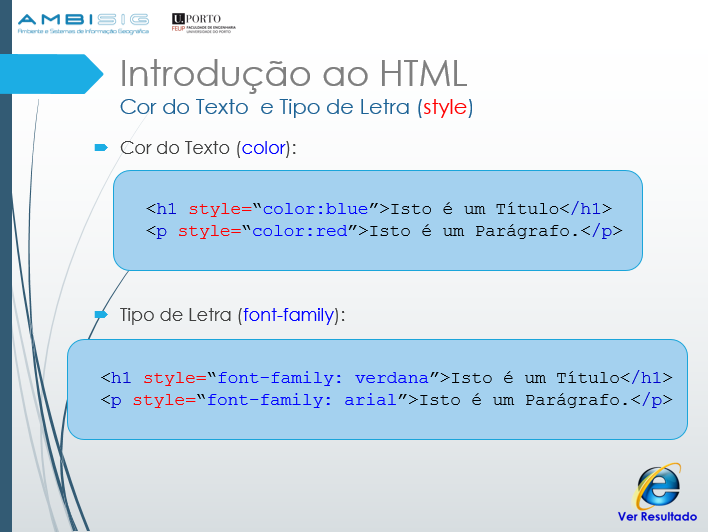 AMBISIG
Ambiente e Sistemas de Informação Geográfica
U.PORTO
FEUP FACULDADE DE ENGENHARIA
UNIVERSIDADE DO PORTO
Introdução ao HTML
Cor do Texto e Tipo de Letra (style)
Cor do Texto (color):
<h1 style=“color:blue”>Isto é um Título</h1>
<p style=“color:red”>Isto é um Parágrafo.</p>
Tipo de Letra (font-family):
<h1 style=“font-family: verdana”>Isto é um Título</h1>
<p style=“font-family: arial”>Isto é um Parágrafo.</p>
Ver Resultado